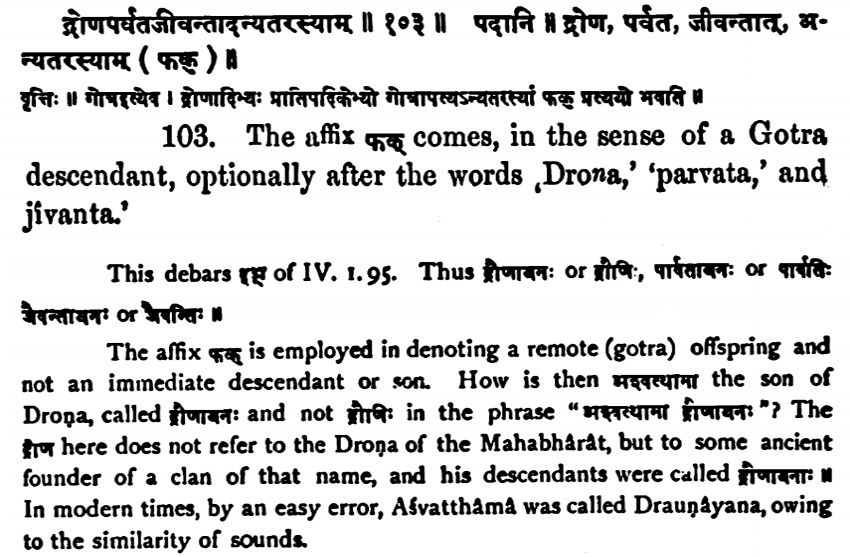 द्रोणपर्वतजीवन्तादन्यतरस्याम् ॥ १०३ ॥ पदानि ॥ द्रोण, पर्वत, जीवन्तात्, अ-
न्यतरस्याम् ( फक् ) ॥
वृत्तिः ॥ गोत्रइत्येव । द्रोणादिभ्यः प्रातिपदिकेभ्यो गोत्रापत्यऽन्यतरस्यां फक् प्रत्ययो भवति ॥
103. The affix फक् comes, in the sense of a Gotra
descendant, optionally after the words ‚Drona,’ ‘parvata,’ and
jîvanta.’
This debars इञ् of IV. 1.95. Thus द्रौणायनः or द्रौणिः, पार्वतायनः or पार्वतिः
जैवन्तायनः or जैवन्तिः ॥
The affix फक् is employed in denoting a remote (gotra) offspring and
not an immediate descendant or son. How is then अश्वत्थामा the son of
Droṇa, called द्रौणायनः and not द्रौणिः in the phrase “अश्वत्थामा द्रौणायनः”? The
द्रोण here does not refer to the Droṇa of the Mahabhârât, but to some ancient
founder of a clan of that name, and his descendants were called द्रौणायनाः ॥
In modern times, by an easy error, Aśvatthâmâ was called Drauṇâyana, owing
to the similarity of sounds.